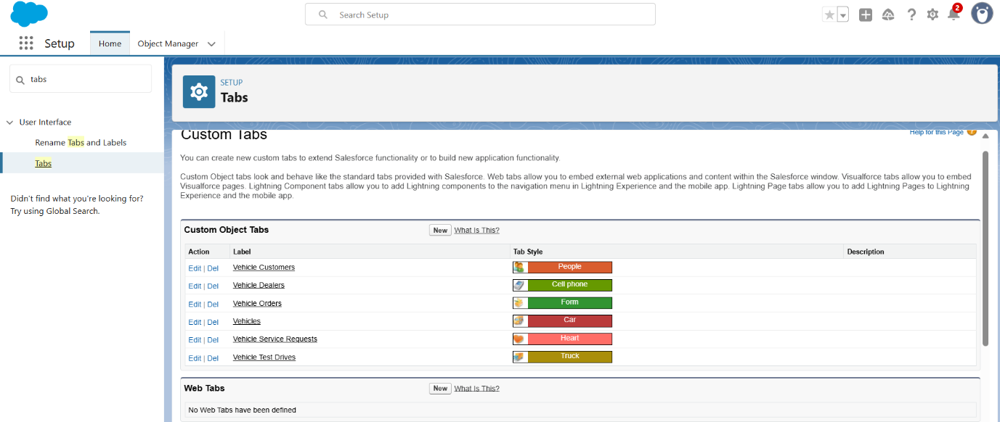 Search Setup
2
Setup
Home
Object Manager
tabs
User Interface
Rename Tabs and Labels
Tabs
Didn't find what you're looking for?
Try using Global Search.
SETUP
Tabs
Custom Tabs
Help for this Page
You can create new custom tabs to extend Salesforce functionality or to build new application functionality.
Custom Object tabs look and behave like the standard tabs provided with Salesforce. Web tabs allow you to embed external web applications and content within the Salesforce window. Visualforce tabs allow you to embed
Visualforce pages. Lightning Component tabs allow you to add Lightning components to the navigation menu in Lightning Experience and the mobile app. Lightning Page tabs allow you to add Lightning Pages to Lightning
Experience and the mobile app.
Custom Object Tabs New What Is This?
Action Label Tab Style Description
Edit | Del Vehicle Customers People
Edit | Del Vehicle Dealers Cell phone
Edit | Del Vehicle Orders Form
Edit | Del Vehicles Car
Edit | Del Vehicle Service Requests Heart
Edit | Del Vehicle Test Drives Truck
Web Tabs New What Is This?
No Web Tabs have been defined